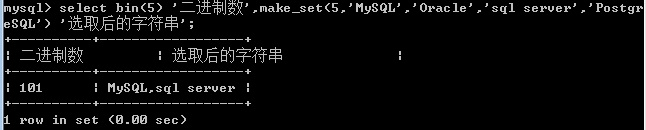 mysql> select bin(5) '二进制数',make_set(5,'MySQL','Oracle','sql server','Postgr
eSQL') '选取后的字符串';
+----------+------------------+
| 二进制数 | 选取后的字符串 |
+----------+------------------+
| 101 | MySQL,sql server |
+----------+------------------+
1 row in set (0.00 sec)